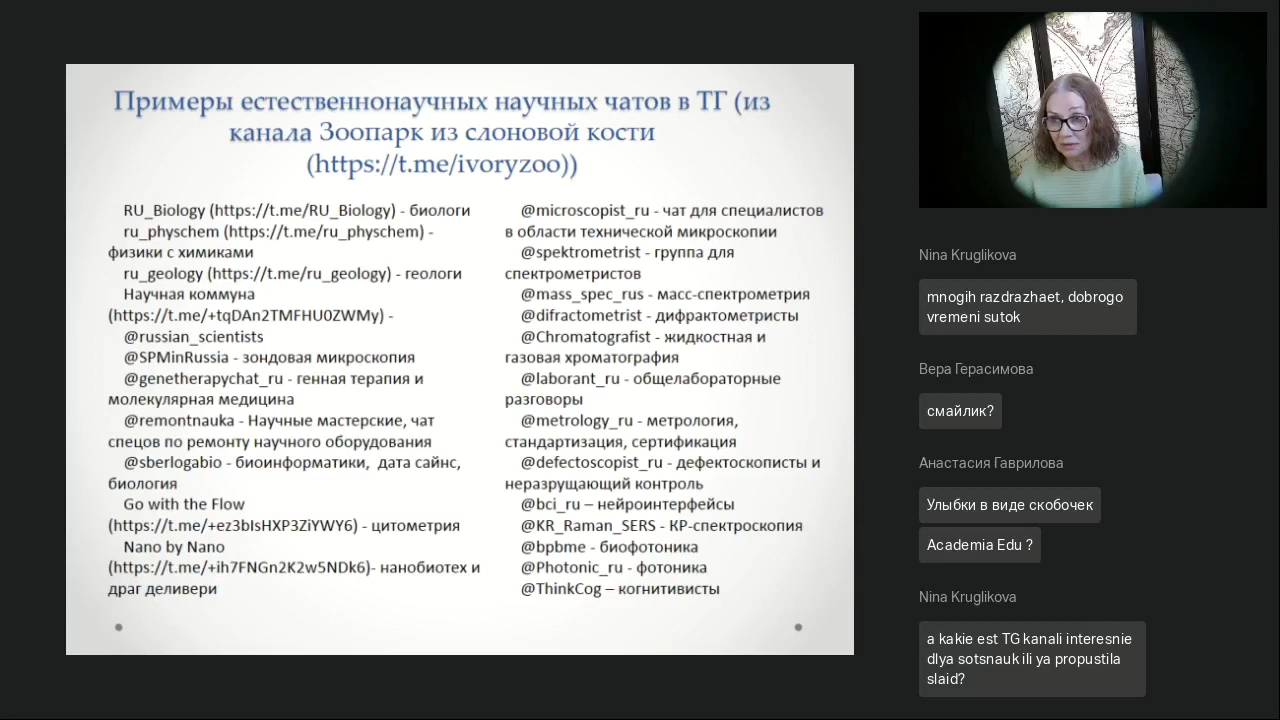 Примеры естественнонаучных научных чатов в ТГ (из
канала Зоопарк из слоновой кости
(https://t.me/ivoryzoo))
RU_Biology (https://t.me/RU_Biology) - биологи
ru_physchem (https://t.me/ru_physchem) -
физики с химиками
ru_geology (https://t.me/ru_geology) - геологи
Научная коммуна
(https://t.me/+tqDAn2TMFHU0ZWMy) -
@russian_scientists
@SPMinRussia - зондовая микроскопия
@genetherapychat_ru - генная терапия и
молекулярная медицина
@remontnauka - Научные мастерские, чат
спецов по ремонту научного оборудования
@sberlogabio - биоинформатики, дата сайнс,
биология
Go with the Flow
(https://t.me/+ez3bIsHXP3ZiYWY6) - цитометрия
Nano by Nano
(https://t.me/+ih7FNGn2K2w5NDk6)- нанобиотех и
драг деливери
@microscopist_ru - чат для специалистов
в области технической микроскопии
@spektrometrist - группа для
спектрометристов
@mass_spec_rus - масс-спектрометрия
@difractometrist - дифрактометристы
@Chromatografist - жидкостная и
газовая хроматография
@laborant_ru - общелабораторные
разговоры
@metrology_ru - метрология,
стандартизация, сертификация
@defectoscopist_ru - дефектоскописты и
неразрущающий контроль
@bci_ru – нейроинтерфейсы
@KR_Raman_SERS - КР-спектроскопия
@bpbme - биофотоника
@Photonic_ru - фотоника
@ThinkCog – когнитивисты
Nina Kruglikova
mnogih razdrazhaet, dobrogo
vremeni sutok
Вера Герасимова
смайлик?
Анастасия Гаврилова
Улыбки в виде скобочек
Academia Edu ?
Nina Kruglikova
a kakie est TG kanali interesnie
dlya sotsnauk ili ya propustila
slaid?